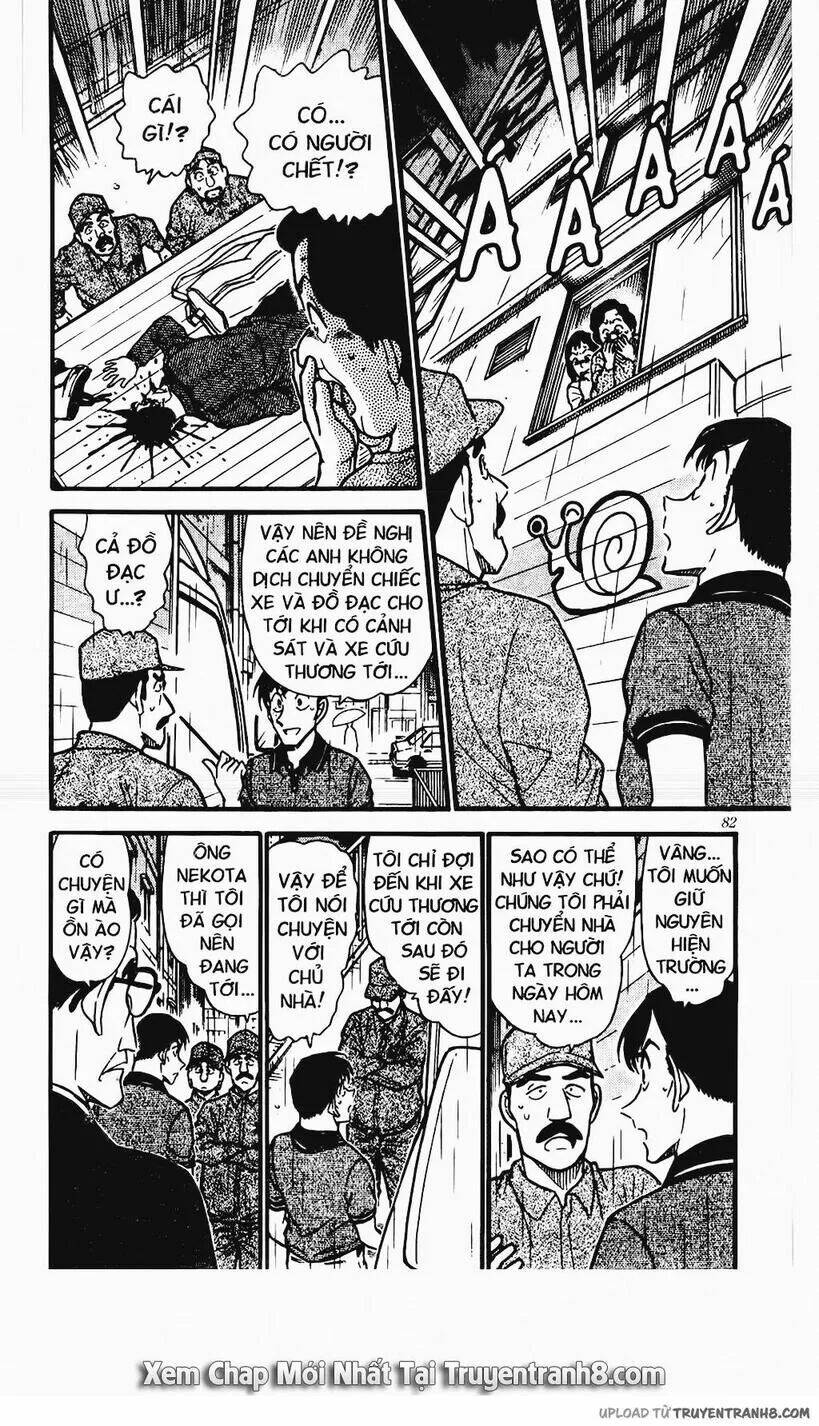 Á Á Á Á Á
CÓ...
CÓ NGƯỜI
CHẾT!?
CÁI
GÌ!?
VẬY NÊN ĐỀ NGHỊ
CÁC ANH KHÔNG
DỊCH CHUYỂN CHIẾC
XE VÀ ĐỒ ĐẠC CHO
TỚI KHI CÓ CẢNH
SÁT VÀ XE CỨU
THƯƠNG TỚI...
CẢ ĐỒ
ĐẠC
Ư...?
82
VÂNG...
TÔI MUỐN
GIỮ
NGUYÊN
HIỆN
TRƯỜNG
...
SAO CÓ THỂ
NHƯ VẬY CHỨ!
CHÚNG TÔI PHẢI
CHUYỂN NHÀ
CHO NGƯỜI
TA TRONG
NGÀY HÔM
NAY...
TÔI CHỈ ĐỢI
ĐẾN KHI XE
CỨU THƯƠNG
TỚI CÒN
SAU ĐÓ
SẼ ĐI
ĐẤY!
VẬY ĐỂ
TÔI NÓI
CHUYỆN
VỚI
CHỦ
NHÀ!
ÔNG
NEKOTA
THÌ TÔI
ĐÃ GỌI
NÊN
ĐANG
TỚI...
CÓ
CHUYỆN
GÌ MÀ
ỒN ÀO
VẬY?
Xem Chap Mới Nhất Tại Truyentranh8.com
UPLOAD TỪ TRUYENTRANH8.COM